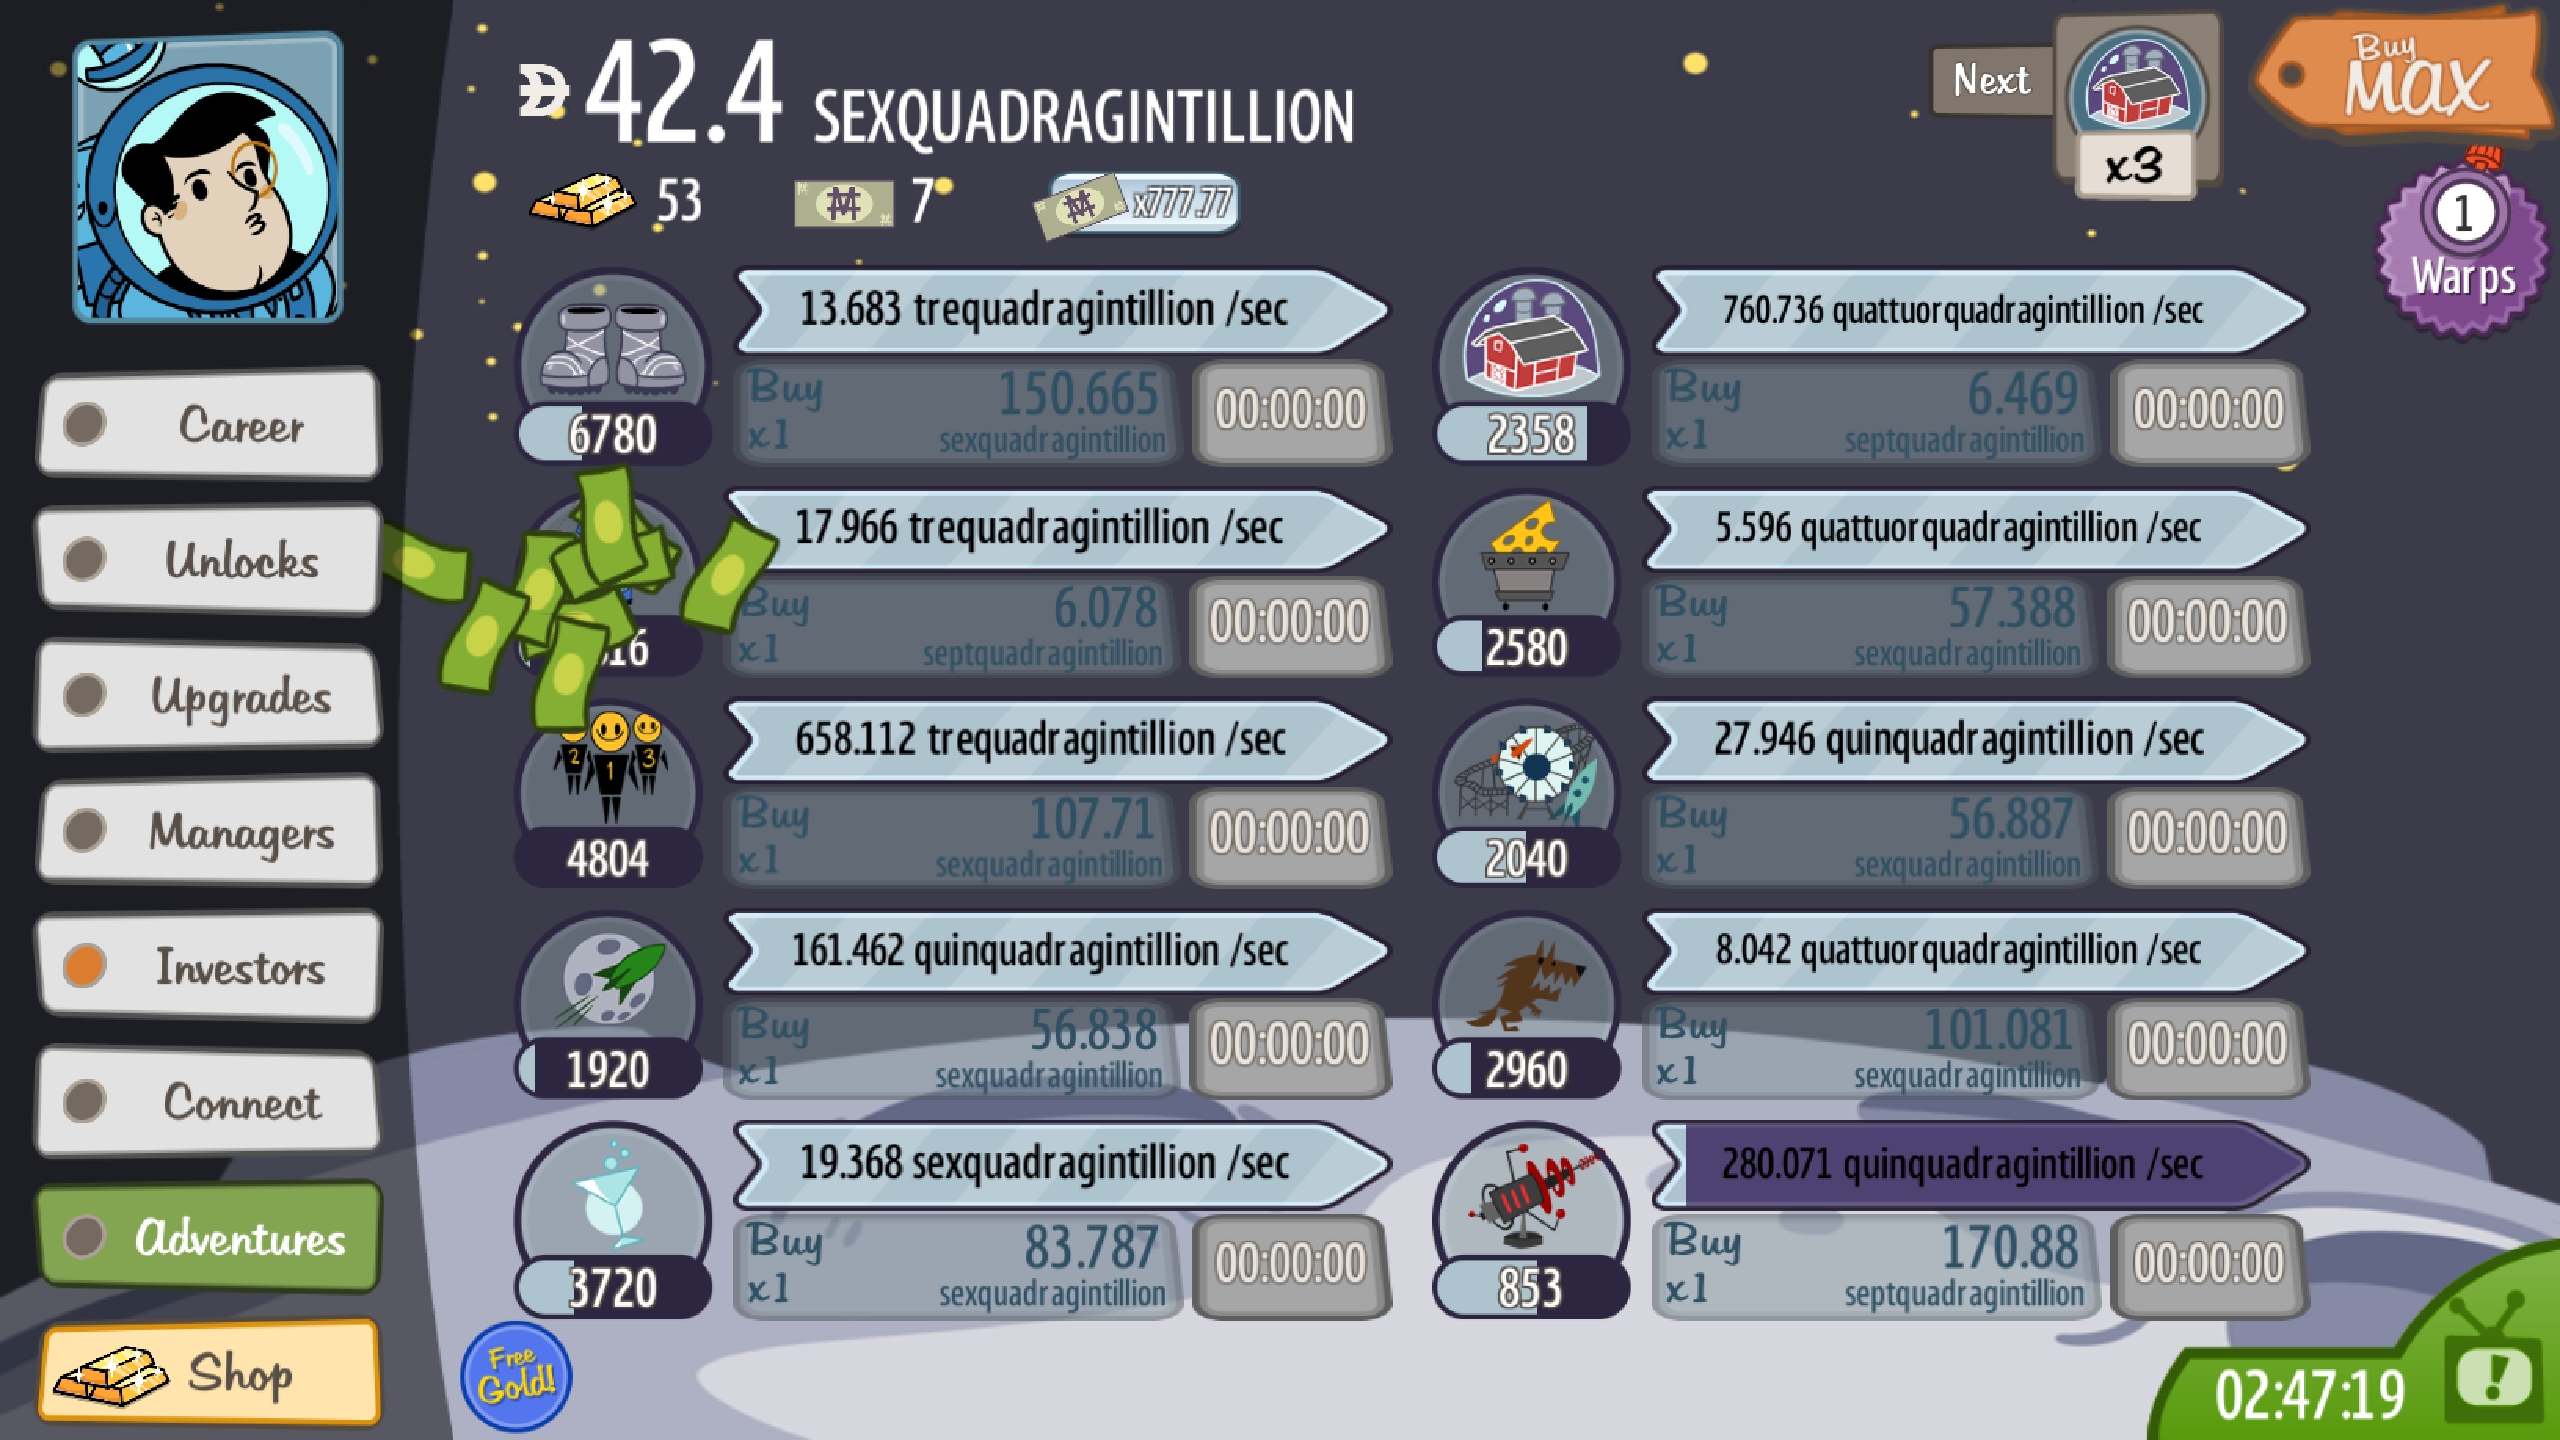 42.4 SEXQUADRAGINTILLION
Next
Buy
MAX
x3
53
7
x777.77
1
Warps
13.683 trequadragintillion /sec
Buy 150.665
x1 sexquadragintillion
00:00:00
6780
760.736 quattuorquadragintillion /sec
Buy 6.469
x1 septquadragintillion
00:00:00
2358
17.966 trequadragintillion /sec
Buy 6.078
x1 septquadragintillion
00:00:00
5.596 quattuorquadragintillion /sec
Buy 57.388
x1 sexquadragintillion
00:00:00
2580
658.112 trequadragintillion /sec
2 1 3
Buy 107.71
x1 sexquadragintillion
00:00:00
4804
27.946 quinquadragintillion /sec
Buy 56.887
x1 sexquadragintillion
00:00:00
2040
161.462 quinquadragintillion /sec
Buy 56.838
x1 sexquadragintillion
00:00:00
1920
8.042 quattuorquadragintillion /sec
Buy 101.081
x1 sexquadragintillion
00:00:00
2960
19.368 sexquadragintillion /sec
Buy 83.787
x1 sexquadragintillion
00:00:00
3720
280.071 quinquadragintillion /sec
Buy 170.88
x1 septquadragintillion
00:00:00
853
Career
Unlocks
Upgrades
Managers
Investors
Connect
Adventures
Shop
Free
Gold!
02:47:19
!